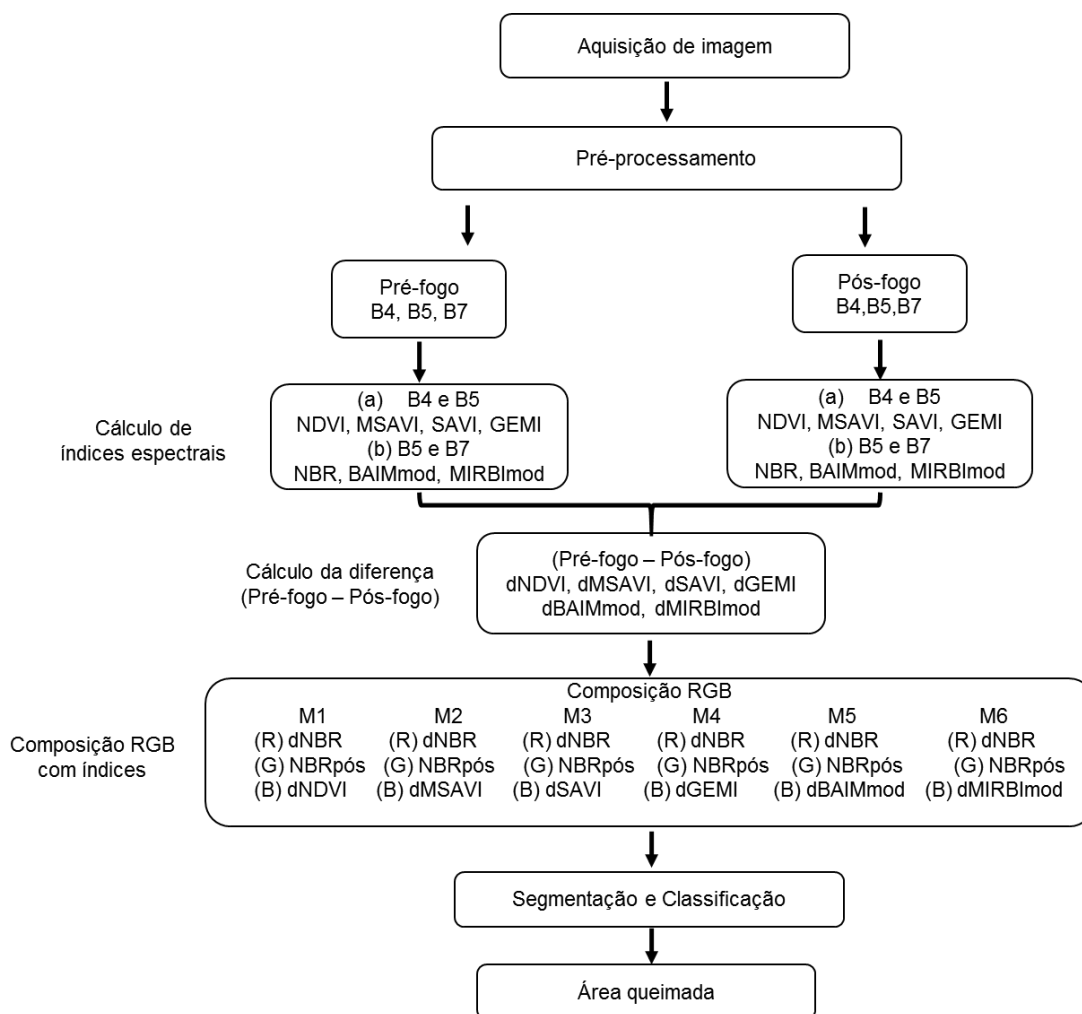 Aquisição de imagem
Pré-processamento
Pré-fogo
B4, B5, B7
Pós-fogo
B4,B5,B7
Cálculo de
índices espectrais
(a) B4 e B5
NDVI, MSAVI, SAVI, GEMI
(b) B5 e B7
NBR, BAIMmod, MIRBImod
(a) B4 e B5
NDVI, MSAVI, SAVI, GEMI
(b) B5 e B7
NBR, BAIMmod, MIRBImod
Cálculo da diferença
(Pré-fogo – Pós-fogo)
(Pré-fogo – Pós-fogo)
dNDVI, dMSAVI, dSAVI, dGEMI
dBAIMmod, dMIRBImod
Composição RGB
com índices
Composição RGB
M1 M2 M3 M4 M5 M6
(R) dNBR (R) dNBR (R) dNBR (R) dNBR (R) dNBR (R) dNBR
(G) NBRpós (G) NBRpós (G) NBRpós (G) NBRpós (G) NBRpós (G) NBRpós
(B) dNDVI (B) dMSAVI (B) dSAVI (B) dGEMI (B) dBAIMmod (B) dMIRBImod
Segmentação e Classificação
Área queimada